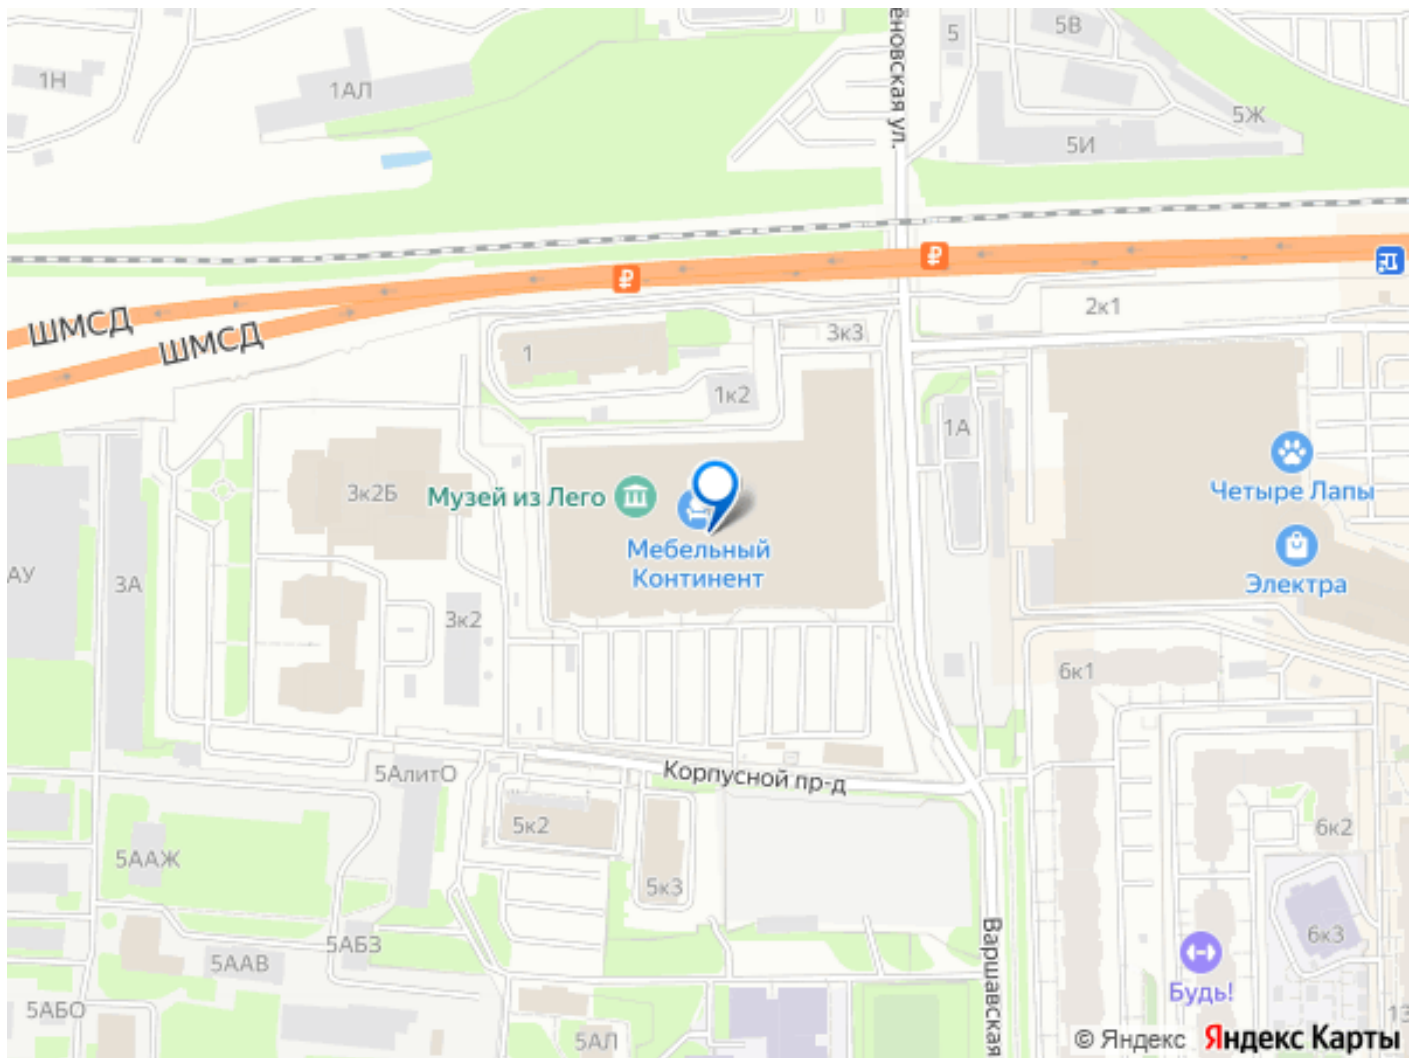 5В
5
1Н
1АЛ
5Ж
5И
ёновская ул.
₽
₽
ШМСД
ШМСД
2к1
3к3
1
1к2
1А
3к2Б
Музей из Лего
Четыре Лапы
Мебельный
Континент
Электра
АУ
3А
3к2
6к1
Корпусной пр-д
5АлитО
5к2
6к2
5ААЖ
5к3
Варшавская
5АБЗ
6к3
5ААВ
Будь!
5АБО
13
5АЛ
© Яндекс Яндекс Карты